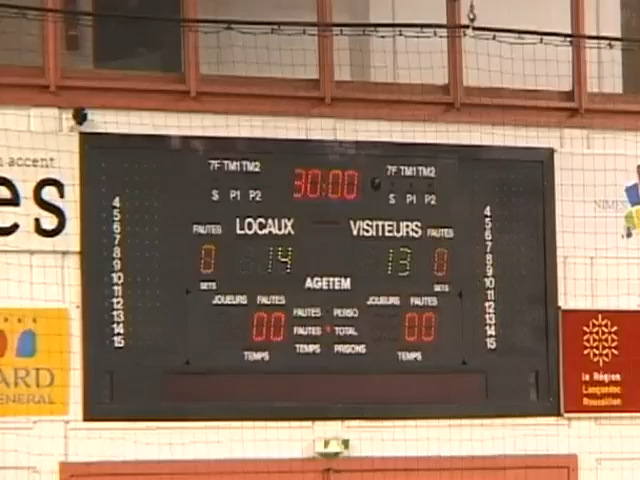 accent
es
7F TM1 TM2
30:00
7F TM1 TM2
S P1 P2
S P1 P2
FAUTES LOCAUX
VISITEURS FAUTES
0 14
13 0
SETS
SETS
AGETEM
JOUEURS FAUTES
JOUEURS FAUTES
FAUTES PERSO
00
FAUTES TOTAL
00
TEMPS PRISONS
TEMPS
TEMPS
4
5
6
7
8
9
10
11
12
13
14
15
4
5
6
7
8
9
10
11
12
13
14
15
NIMES
ARD
GENERAL
la Région
Languedoc
Roussillon